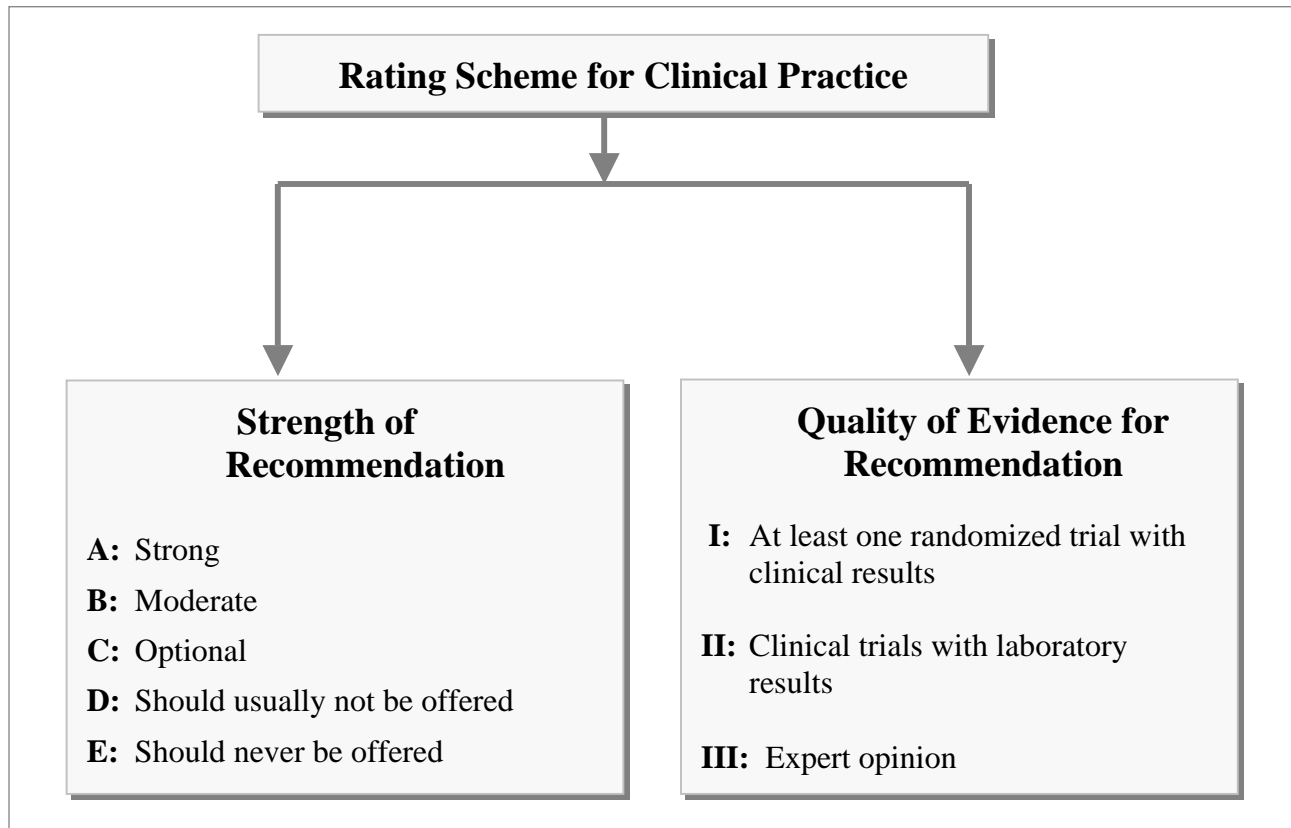 Rating Scheme for Clinical Practice
Strength of
Recommendation
A: Strong
B: Moderate
C: Optional
D: Should usually not be offered
E: Should never be offered
Quality of Evidence for
Recommendation
I: At least one randomized trial with
clinical results
II: Clinical trials with laboratory
results
III: Expert opinion